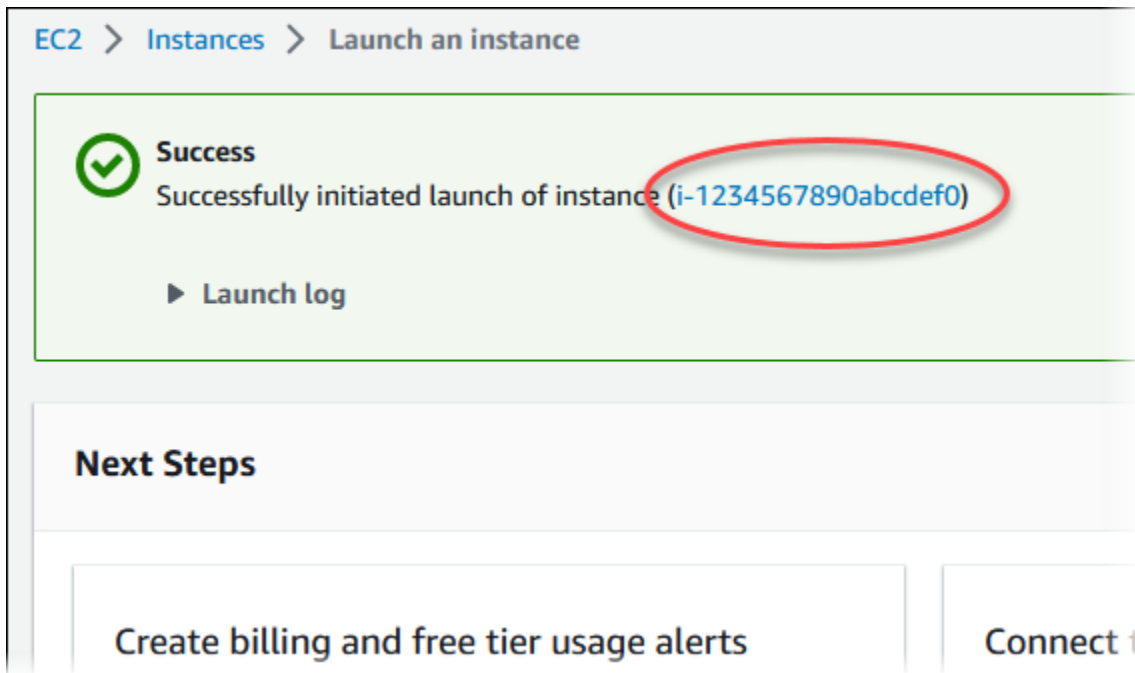 EC2 > Instances > Launch an instance
Success
Successfully initiated launch of instance (i-1234567890abcdef0)
Launch log
Next Steps
Create billing and free tier usage alerts
Connect